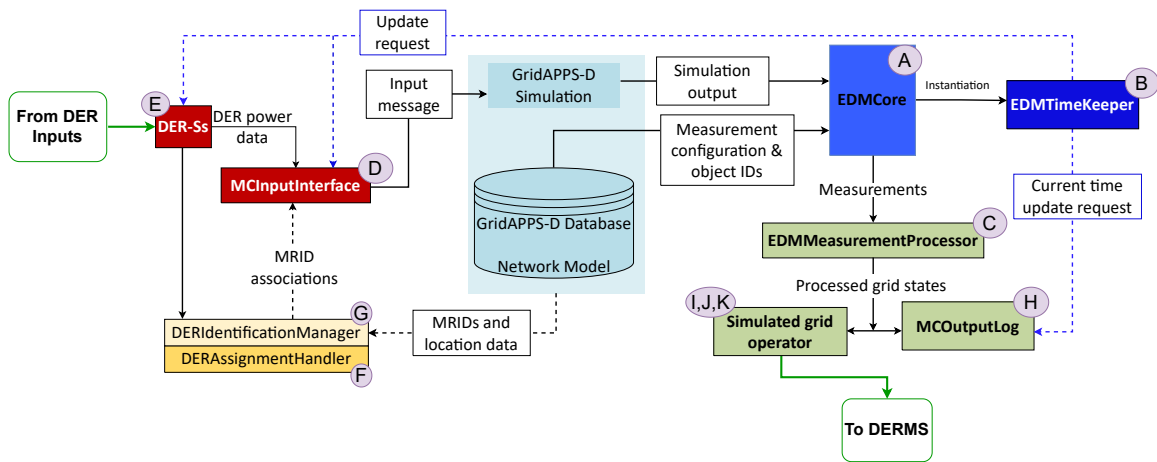 Update
request
A
GridAPPS-D
Simulation
Simulation
output
Input
message
EDMCore
Instantiation
B
EDMTimeKeeper
E
From DER
Inputs
DER-Ss
DER power
data
Measurement
configuration &
object IDs
D
MCInputInterface
Measurements
Current time
update request
GridAPPS-D Database
Network Model
C
EDMMeasurementProcessor
MRID
associations
Processed grid states
I,J,K
H
G
DERIdentificationManager
MRIDs and
location data
Simulated grid
operator
MCOutputLog
DERAssignmentHandler
F
To DERMS